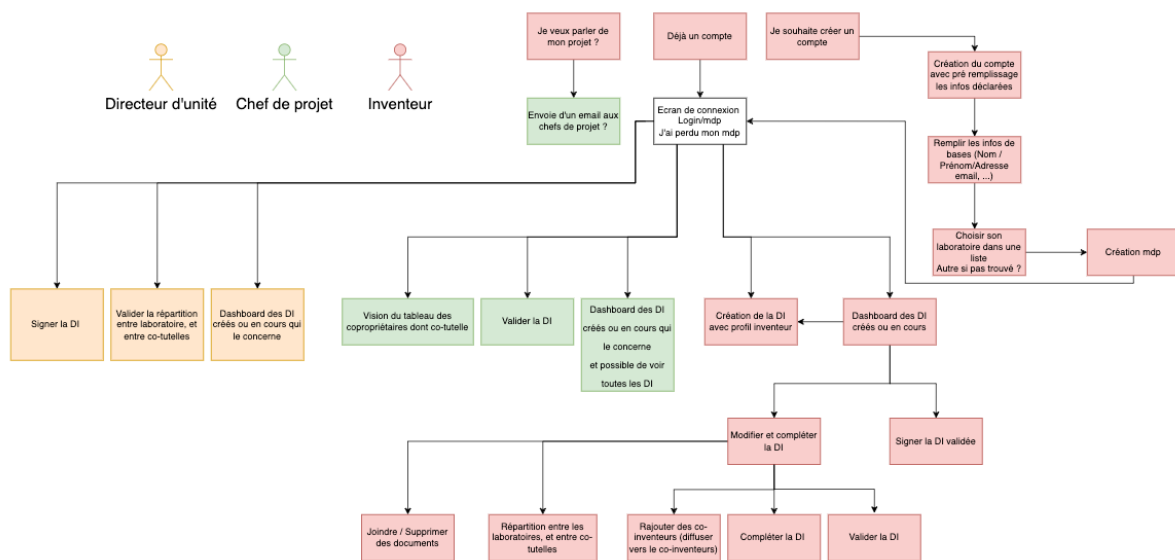 Je veux parler de
mon projet ?
Déjà un compte
Je souhaite créer un
compte
Création du compte
avec pré remplissage
les infos déclarées
Directeur d'unité
Chef de projet
Inventeur
Envoie d'un email aux
chefs de projet ?
Ecran de connexion
Login/mdp
J'ai perdu mon mdp
Remplir les infos de
bases (Nom /
Prénom/Adresse
email, ...)
Choisir son
laboratoire dans une
liste
Autre si pas trouvé ?
Création mdp
Signer la DI
Valider la répartition
entre laboratoire, et
entre co-tutelles
Dashboard des DI
créés ou en cours qui
le concerne
Vision du tableau des
copropriétaires dont co-tutelle
Valider la DI
Dashboard des DI
créés ou en cours qui
le concerne
et possible de voir
toutes les DI
Création de la DI
avec profil inventeur
Dashboard des DI
créés ou en cours
Modifier et compléter
la DI
Signer la DI validée
Joindre / Supprimer
des documents
Répartition entre les
laboratoires, et entre co-
tutelles
Rajouter des co-
inventeurs (diffuser
vers le co-inventeurs)
Compléter la DI
Valider la DI